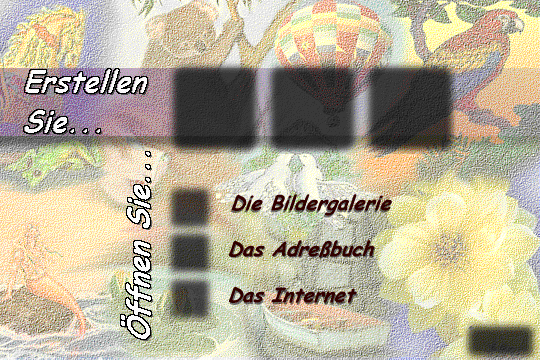 Erstellen
Sie...
Öffnen Sie...
Die Bildergalerie
Das Adreßbuch
Das Internet